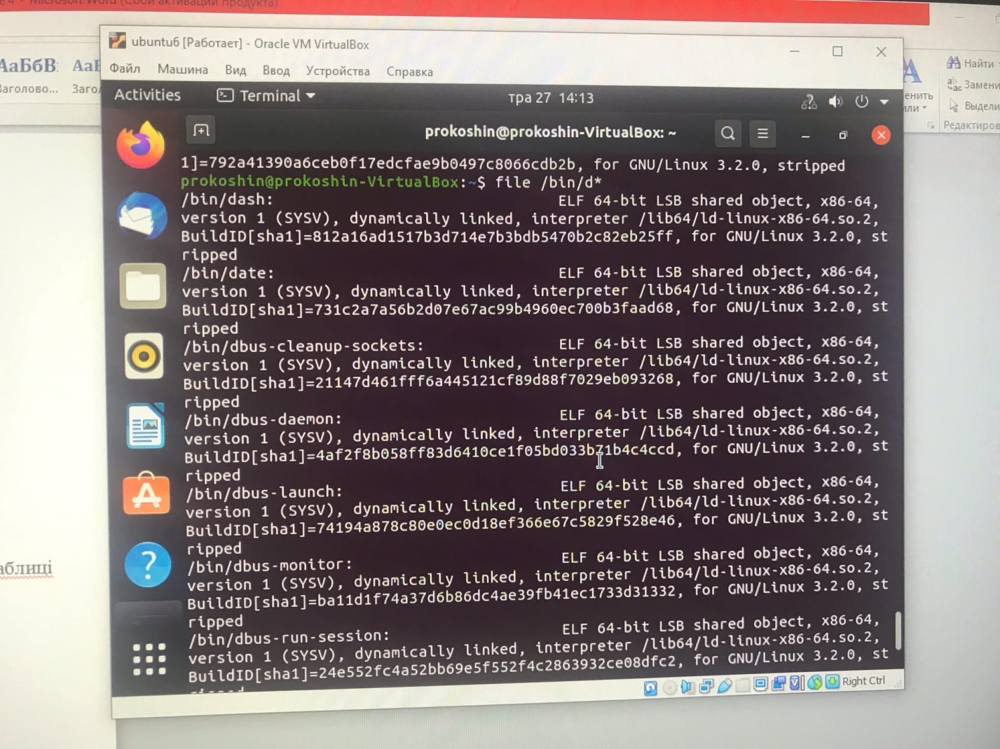 Microsoft Word (Сбой активации продукта)
ubuntu6 [Работает] - Oracle VM VirtualBox
Файл Машина Вид Ввод Устройства Справка
АаБбВ
Найти
Activities Terminal тра 27 14:13
prokoshin@prokoshin-VirtualBox: ~
1]=792a41390a6ceb0f17edcfae9b0497c8066cdb2b, for GNU/Linux 3.2.0, stripped
prokoshin@prokoshin-VirtualBox:~$ file /bin/d*
/bin/dash: ELF 64-bit LSB shared object, x86-64,
version 1 (SYSV), dynamically linked, interpreter /lib64/ld-linux-x86-64.so.2,
BuildID[sha1]=812a16ad1517b3d714e7b3bdb5470b2c82eb25ff, for GNU/Linux 3.2.0, st
ripped
/bin/date: ELF 64-bit LSB shared object, x86-64,
version 1 (SYSV), dynamically linked, interpreter /lib64/ld-linux-x86-64.so.2,
BuildID[sha1]=731c2a7a56b2d07e67ac99b4960ec700b3faad68, for GNU/Linux 3.2.0, st
ripped
/bin/dbus-cleanup-sockets: ELF 64-bit LSB shared object, x86-64,
version 1 (SYSV), dynamically linked, interpreter /lib64/ld-linux-x86-64.so.2,
BuildID[sha1]=21147d461fff6a445121cf89d88f7029eb093268, for GNU/Linux 3.2.0, st
ripped
/bin/dbus-daemon: ELF 64-bit LSB shared object, x86-64,
version 1 (SYSV), dynamically linked, interpreter /lib64/ld-linux-x86-64.so.2,
BuildID[sha1]=4af2f8b058ff83d6410ce1f05bd033b71b4c4ccd, for GNU/Linux 3.2.0, st
ripped
/bin/dbus-launch: ELF 64-bit LSB shared object, x86-64,
version 1 (SYSV), dynamically linked, interpreter /lib64/ld-linux-x86-64.so.2,
BuildID[sha1]=74194a878c80e0ec0d18ef366e67c5829f528e46, for GNU/Linux 3.2.0, st
ripped
/bin/dbus-monitor: ELF 64-bit LSB shared object, x86-64,
version 1 (SYSV), dynamically linked, interpreter /lib64/ld-linux-x86-64.so.2,
BuildID[sha1]=ba11d1f74a37d6b86dc4ae39fb41ec1733d31332, for GNU/Linux 3.2.0, st
ripped
/bin/dbus-run-session: ELF 64-bit LSB shared object, x86-64,
version 1 (SYSV), dynamically linked, interpreter /lib64/ld-linux-x86-64.so.2,
BuildID[sha1]=24e552fc4a52bb69e5f552f4c2863932ce08dfc2, for GNU/Linux 3.2.0, st
Right Ctrl